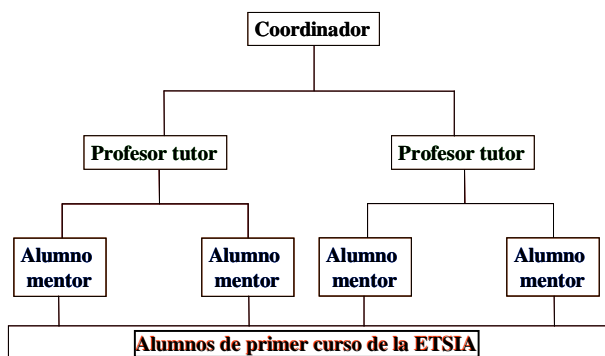 Coordinador
Profesor tutor
Profesor tutor
Alumno
mentor
Alumno
mentor
Alumno
mentor
Alumno
mentor
Alumnos de primer curso de la ETSIA